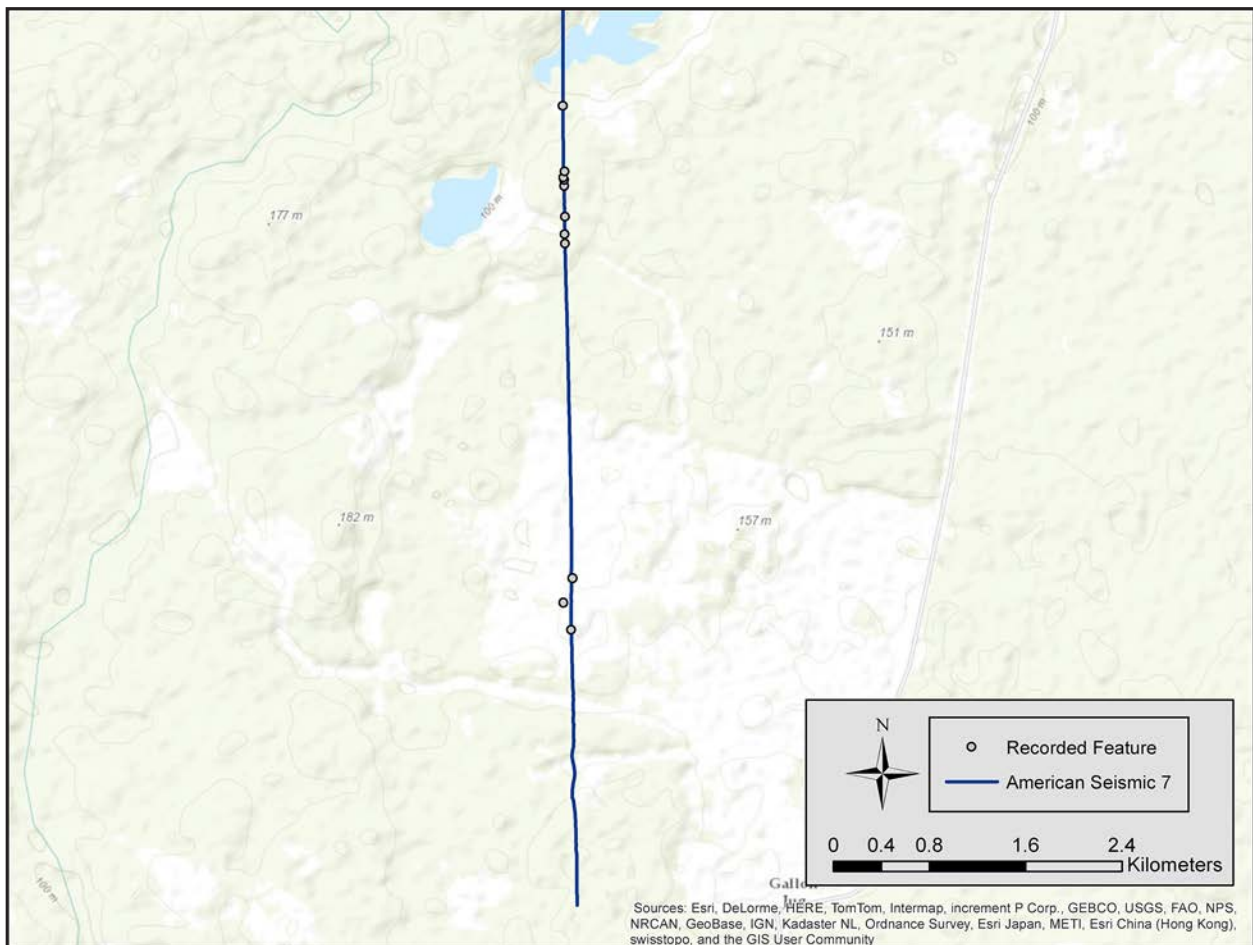 100 m
177 m
100 m
151 m
182 m
157 m
N
Recorded Feature
American Seismic 7
0 0.4 0.8 1.6 2.4
Kilometers
100 m
Gallon
Jug
Sources: Esri, DeLorme, HERE, TomTom, Intermap, increment P Corp., GEBCO, USGS, FAO, NPS,
NRCAN, GeoBase, IGN, Kadaster NL, Ordnance Survey, Esri Japan, METI, Esri China (Hong Kong),
swisstopo, and the GIS User Community